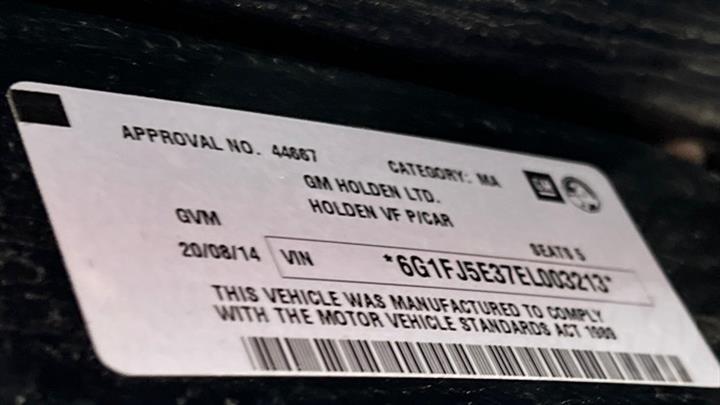 APPROVAL NO. 44667 CATEGORY: MA
GM HOLDEN LTD.
HOLDEN VF P/CAR
GVM SEATS 5
20/08/14 VIN *6G1FJ5E37EL003213*
THIS VEHICLE WAS MANUFACTURED TO COMPLY
WITH THE MOTOR VEHICLE STANDARDS ACT 1989